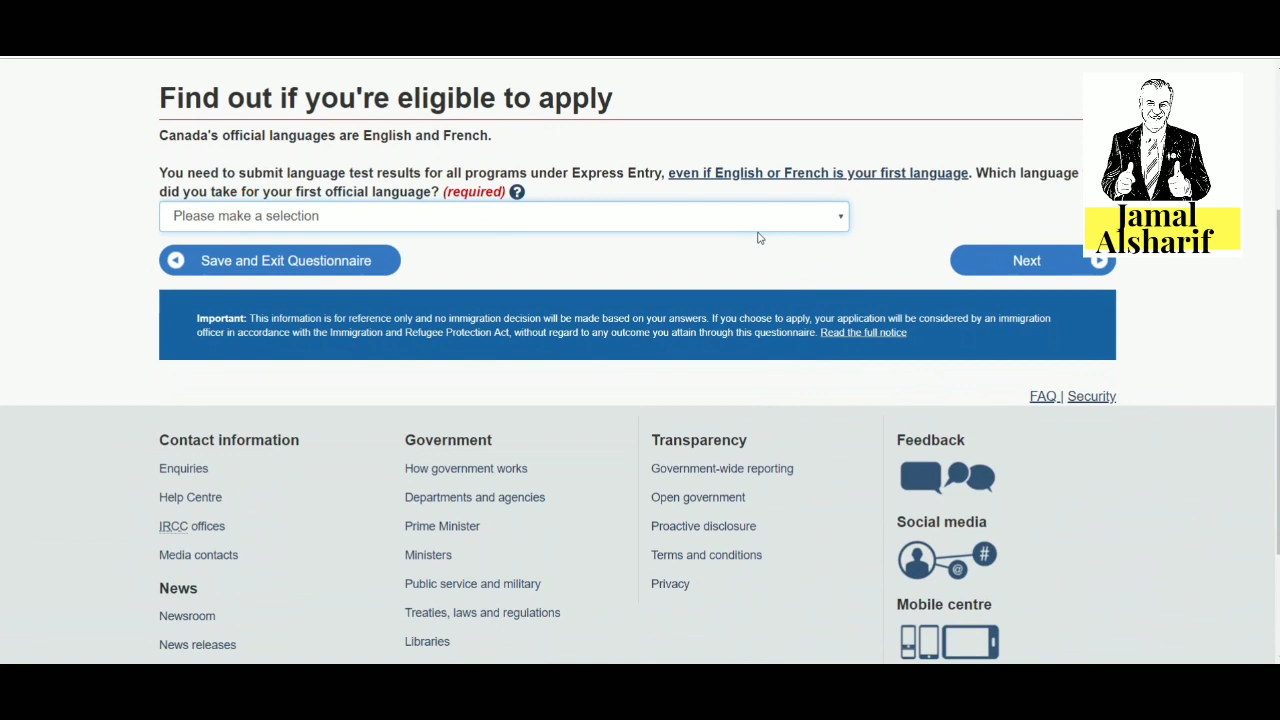 Find out if you're eligible to apply
Canada's official languages are English and French.
You need to submit language test results for all programs under Express Entry, even if English or French is your first language. Which language
did you take for your first official language? (required) ?
Please make a selection
Save and Exit Questionnaire
Next
Jamal
Alsharif
Important: This information is for reference only and no immigration decision will be made based on your answers. If you choose to apply, your application will be considered by an immigration
officer in accordance with the Immigration and Refugee Protection Act, without regard to any outcome you attain through this questionnaire. Read the full notice
FAQ | Security
Contact information
Enquiries
Help Centre
IRCC offices
Media contacts
News
Newsroom
News releases
Government
How government works
Departments and agencies
Prime Minister
Ministers
Public service and military
Treaties, laws and regulations
Libraries
Transparency
Government-wide reporting
Open government
Proactive disclosure
Terms and conditions
Privacy
Feedback
Social media
#
@
Mobile centre